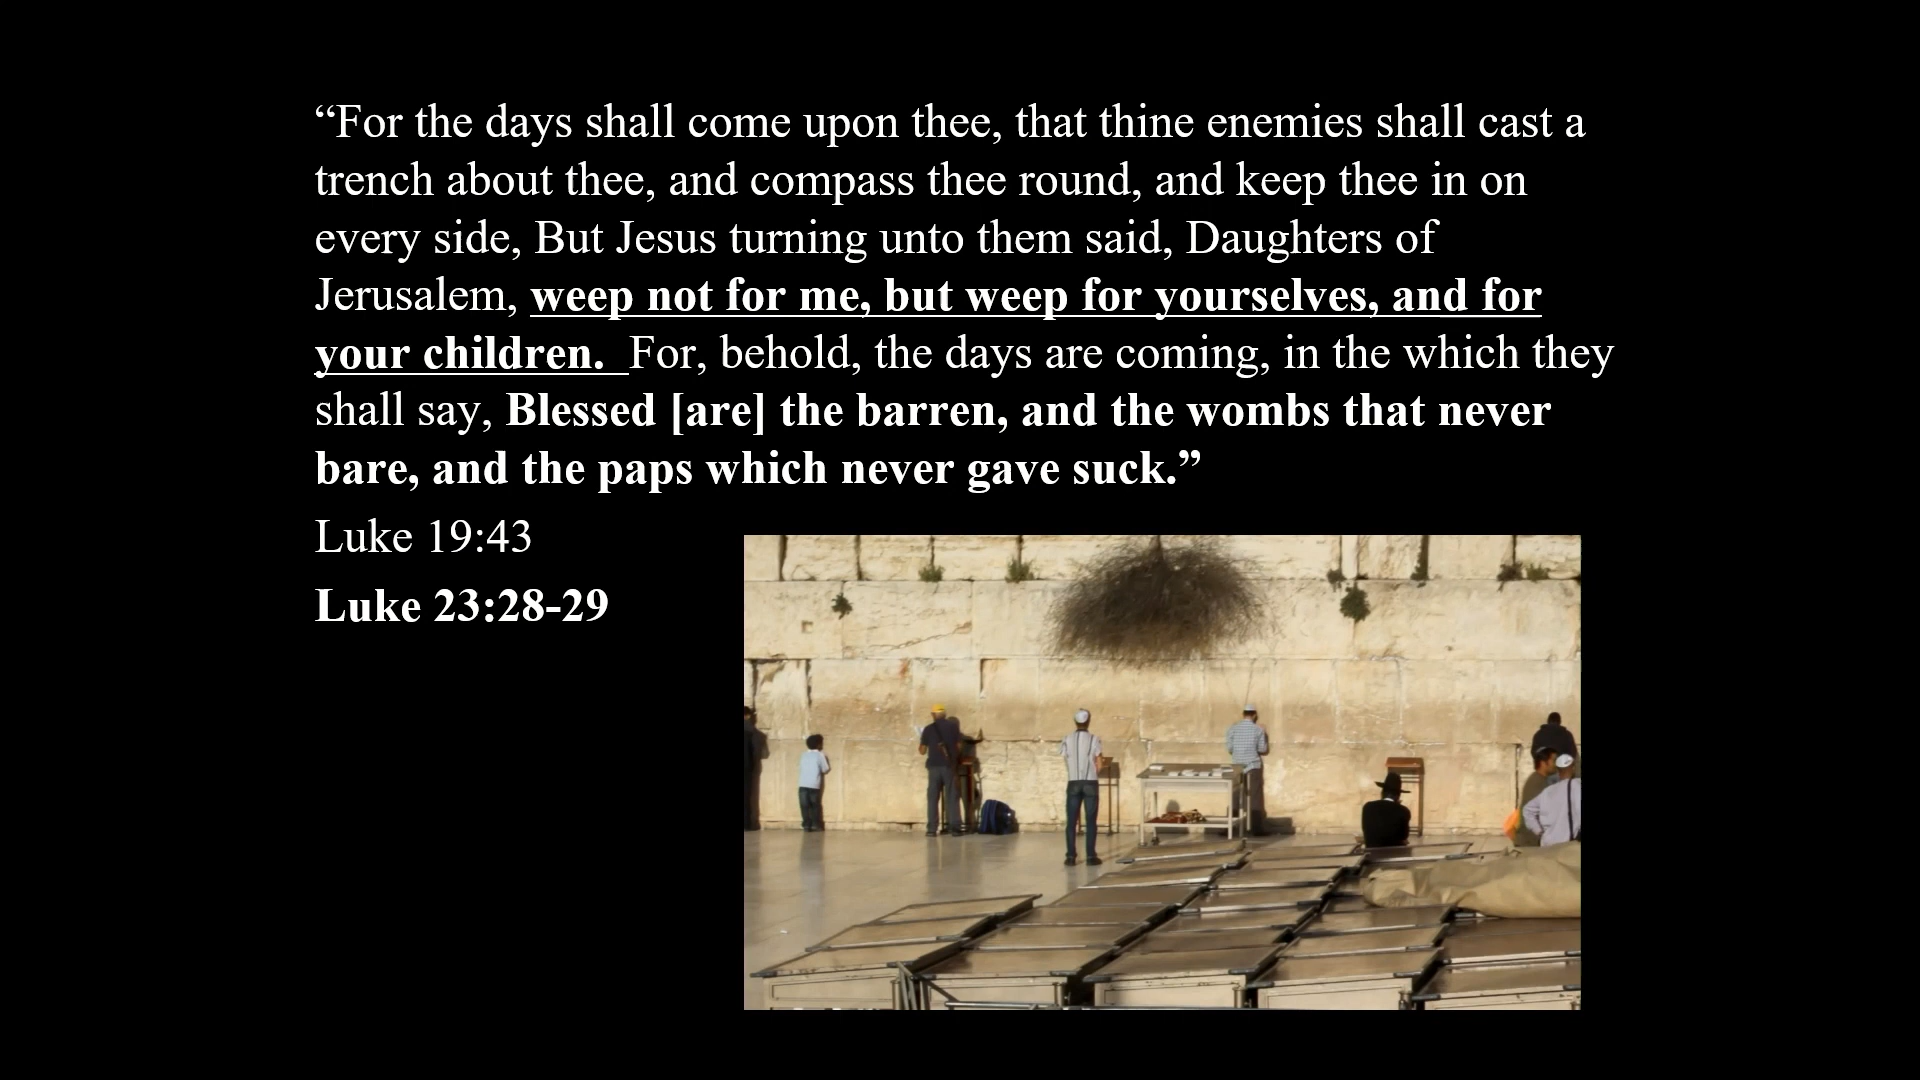 “For the days shall come upon thee, that thine enemies shall cast a
trench about thee, and compass thee round, and keep thee in on
every side, But Jesus turning unto them said, Daughters of
Jerusalem, weep not for me, but weep for yourselves, and for
your children.  For, behold, the days are coming, in the which they
shall say, Blessed [are] the barren, and the wombs that never
bare, and the paps which never gave suck.”
Luke 19:43
Luke 23:28-29